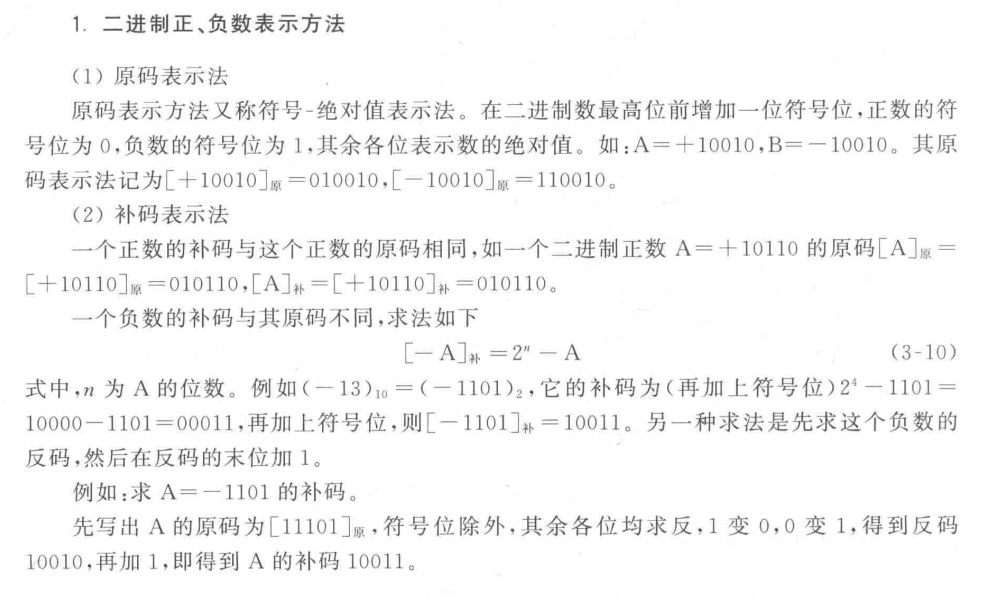 1. 二进制正、负数表示方法
(1) 原码表示法
原码表示方法又称符号-绝对值表示法。在二进制数最高位前增加一位符号位,正数的符
号位为 0,负数的符号位为 1,其余各位表示数的绝对值。如:A=+10010,B=-10010。其原
码表示法记为[+10010]原=010010,[-10010]原=110010。
(2) 补码表示法
一个正数的补码与这个正数的原码相同,如一个二进制正数 A=+10110 的原码[A]原=
[+10110]原=010110,[A]补=[+10110]补=010110。
一个负数的补码与其原码不同,求法如下
[-A]补=2ⁿ-A (3-10)
式中,n 为 A 的位数。例如(-13)₁₀=(-1101)₂,它的补码为(再加上符号位)2⁴-1101=
10000-1101=00011,再加上符号位,则[-1101]补=10011。另一种求法是先求这个负数的
反码,然后在反码的末位加 1。
例如:求 A=-1101 的补码。
先写出 A 的原码为[11101]原,符号位除外,其余各位均求反,1 变 0,0 变 1,得到反码
10010,再加 1,即得到 A 的补码 10011。